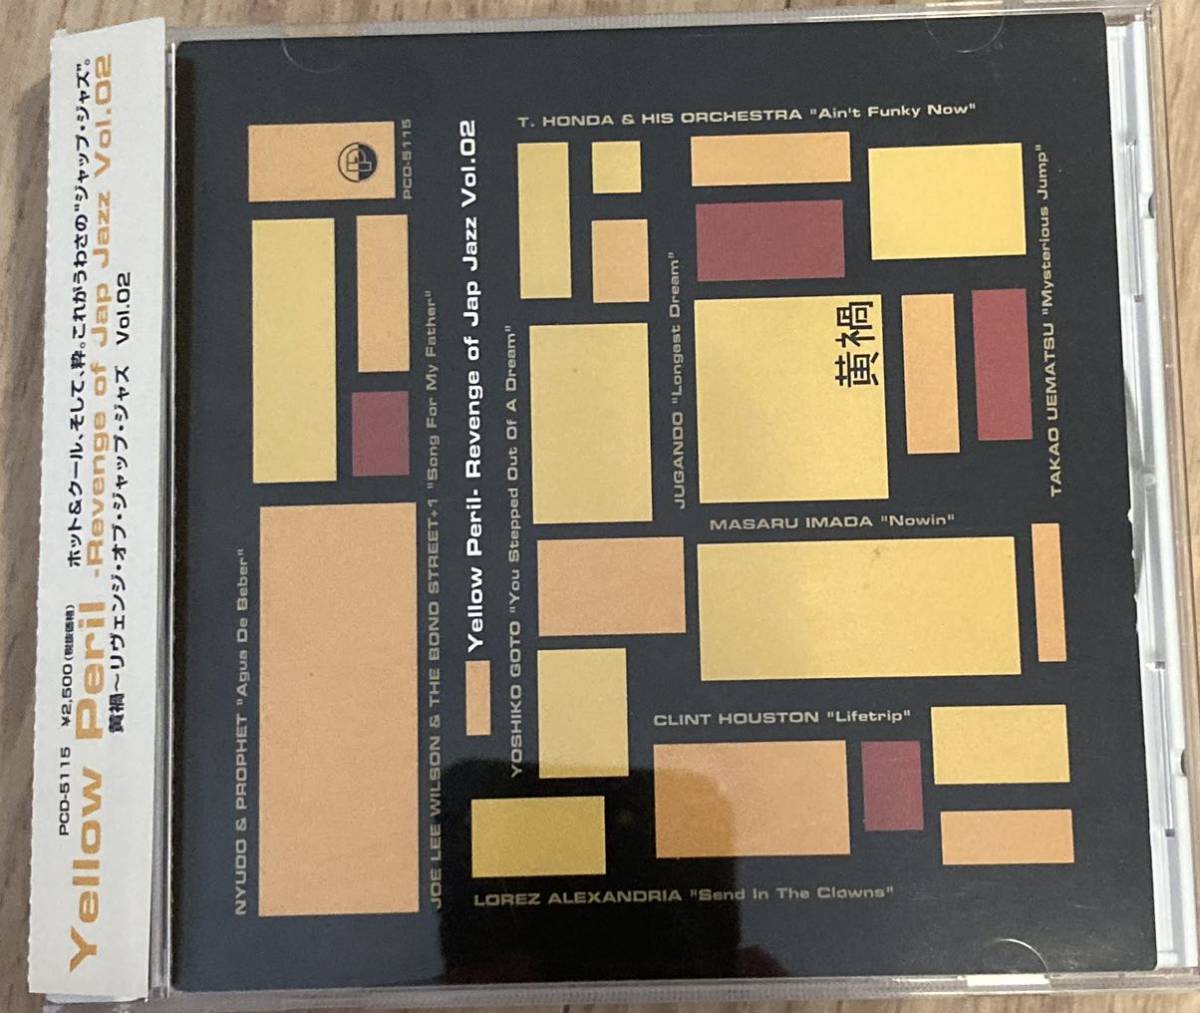 PCD-5115 ¥2,500(税抜価格) ホット&クール、そして、粋。これがうわさの"ジャップ・ジャズ"。
Yellow Peril -Revenge of Jap Jazz Vol.02
黄禍〜リヴェンジ・オブ・ジャップ・ジャズ Vol.02
NYUDO & PROPHET "Agua De Beber"
PCD-5115
JOE LEE WILSON & THE BOND STREET+1 "Song For My Father"
Yellow Peril- Revenge of Jap Jazz Vol.02
YOSHIKO GOTO "You Stepped Out Of A Dream"
T. HONDA & HIS ORCHESTRA "Ain't Funky Now"
JUGANDO "Longest Dream"
黄禍
TAKAO UEMATSU "Mysterious Jump"
MASARU IMADA "Nowin"
CLINT HOUSTON "Lifetrip"
LOREZ ALEXANDRIA "Send In The Clowns"